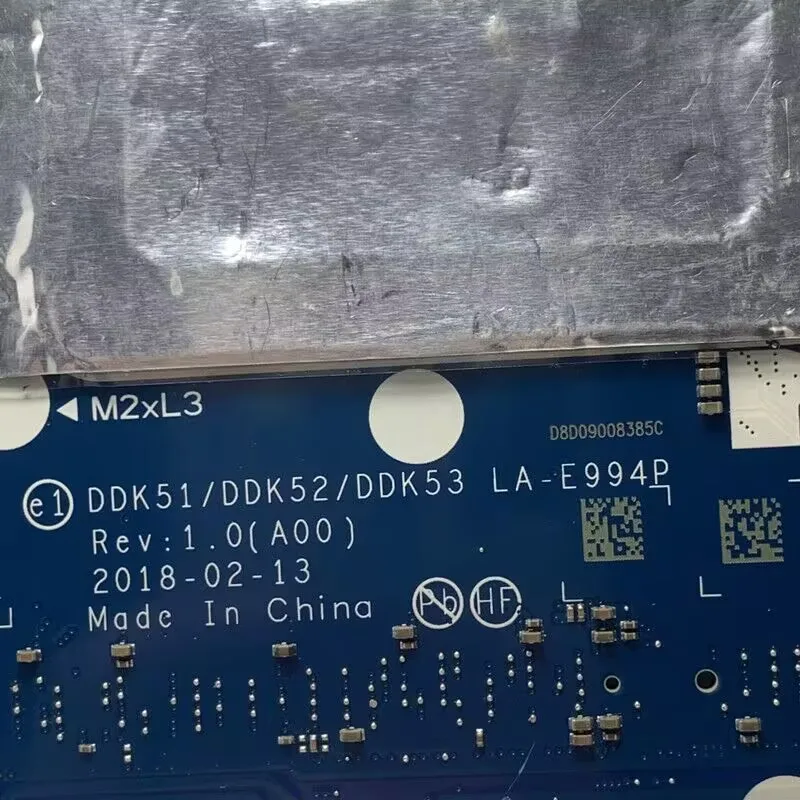 M2xL3
D8D09008385C
e1 DDK51/DDK52/DDK53 LA-E994P
Rev:1.0(A00)
2018-02-13
Made In China Pb HF